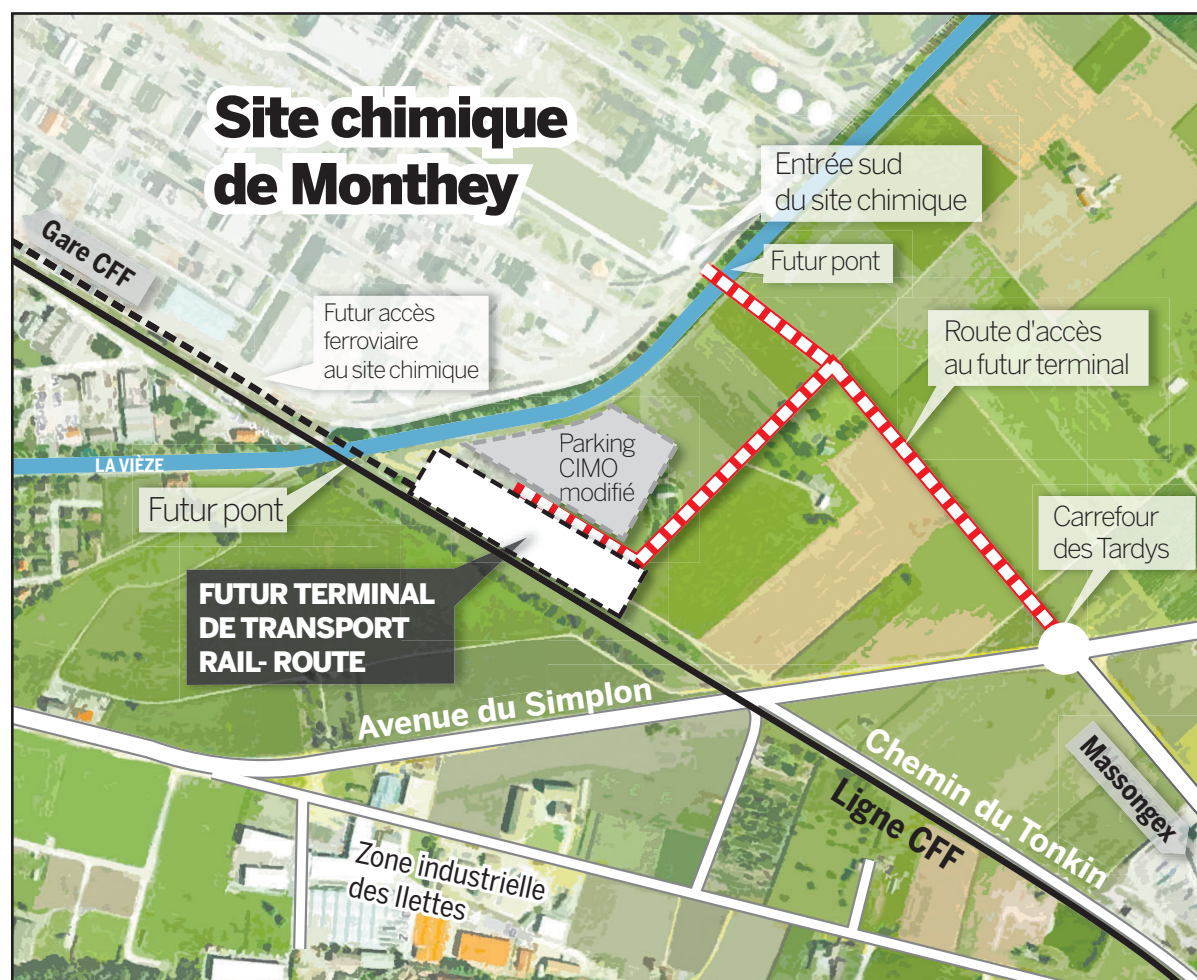 Site chimique
de Monthey
Entrée sud
du site chimique
Gare CFF
Futur pont
Futur accès
ferroviaire
au site chimique
Route d'accès
au futur terminal
Parking
CIMO
modifié
LA VIÈZE
Futur pont
Carrefour
des Tardys
FUTUR TERMINAL
DE TRANSPORT
RAIL- ROUTE
Avenue du Simplon
Chemin du Tonkin
Massongex
Ligne CFF
Zone industrielle
des Ilettes